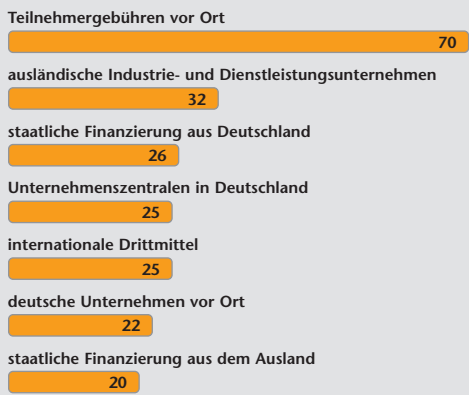 Teilnehmergebühren vor Ort
70
ausländische Industrie- und Dienstleistungsunternehmen
32
staatliche Finanzierung aus Deutschland
26
Unternehmenszentralen in Deutschland
25
internationale Drittmittel
25
deutsche Unternehmen vor Ort
22
staatliche Finanzierung aus dem Ausland
20